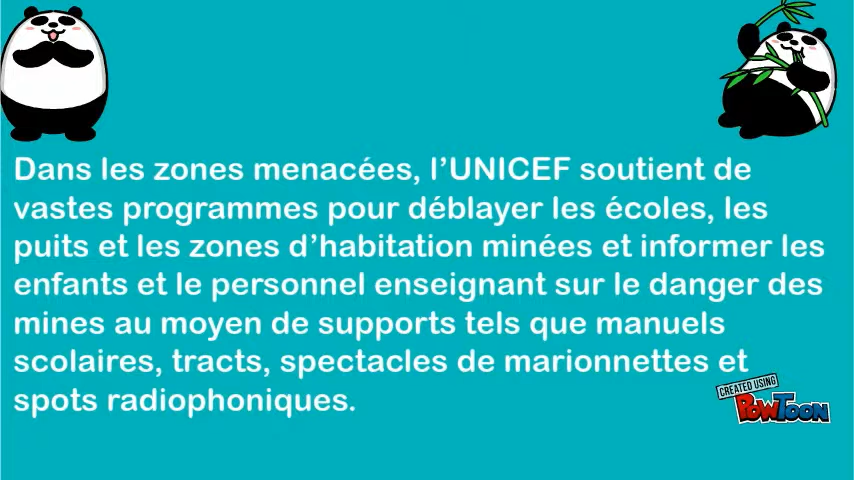 Dans les zones menacées, l’UNICEF soutient de
vastes programmes pour déblayer les écoles, les
puits et les zones d’habitation minées et informer les
enfants et le personnel enseignant sur le danger des
mines au moyen de supports tels que manuels
scolaires, tracts, spectacles de marionnettes et
spots radiophoniques.
CREATED USING
PowToon